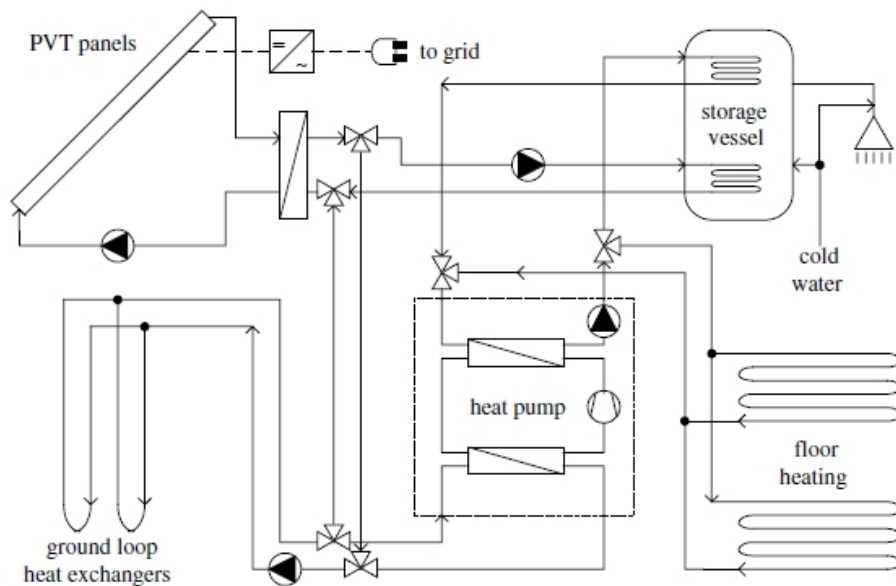 PVT panels
=
~
to grid
storage
vessel
cold
water
heat pump
floor
heating
ground loop
heat exchangers